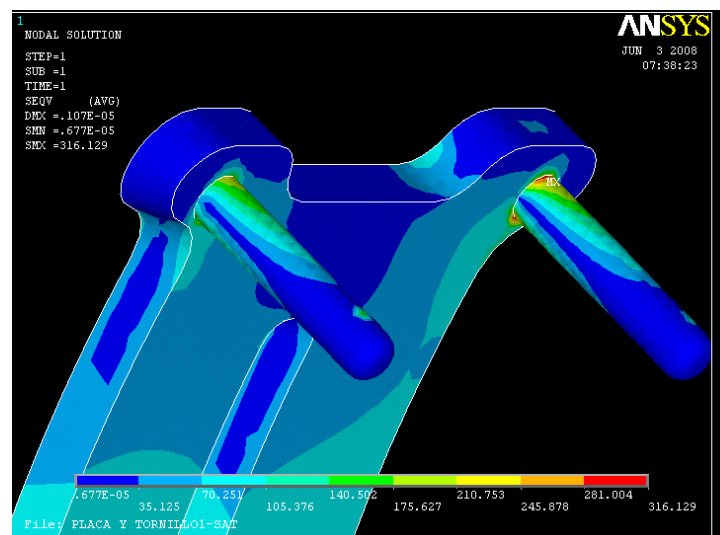 1
NODAL SOLUTION
STEP=1
SUB =1
TIME=1
SEQV (AVG)
DMX =.107E-05
SMN =.677E-05
SMX =316.129
ANSYS
JUN 3 2008
07:38:23
MX
.677E-05 70.251 140.502 210.753 281.004
35.125 105.376 175.627 245.878 316.129
File: PLACA Y TORNILLO1-SAT